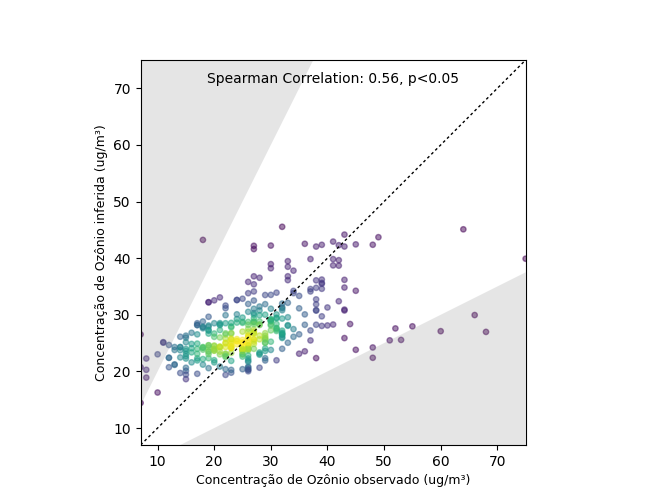 Spearman Correlation: 0.56, p<0.05
70
60
50
40
30
20
10
Concentração de Ozônio inferida (ug/m³)
10 20 30 40 50 60 70
Concentração de Ozônio observado (ug/m³)